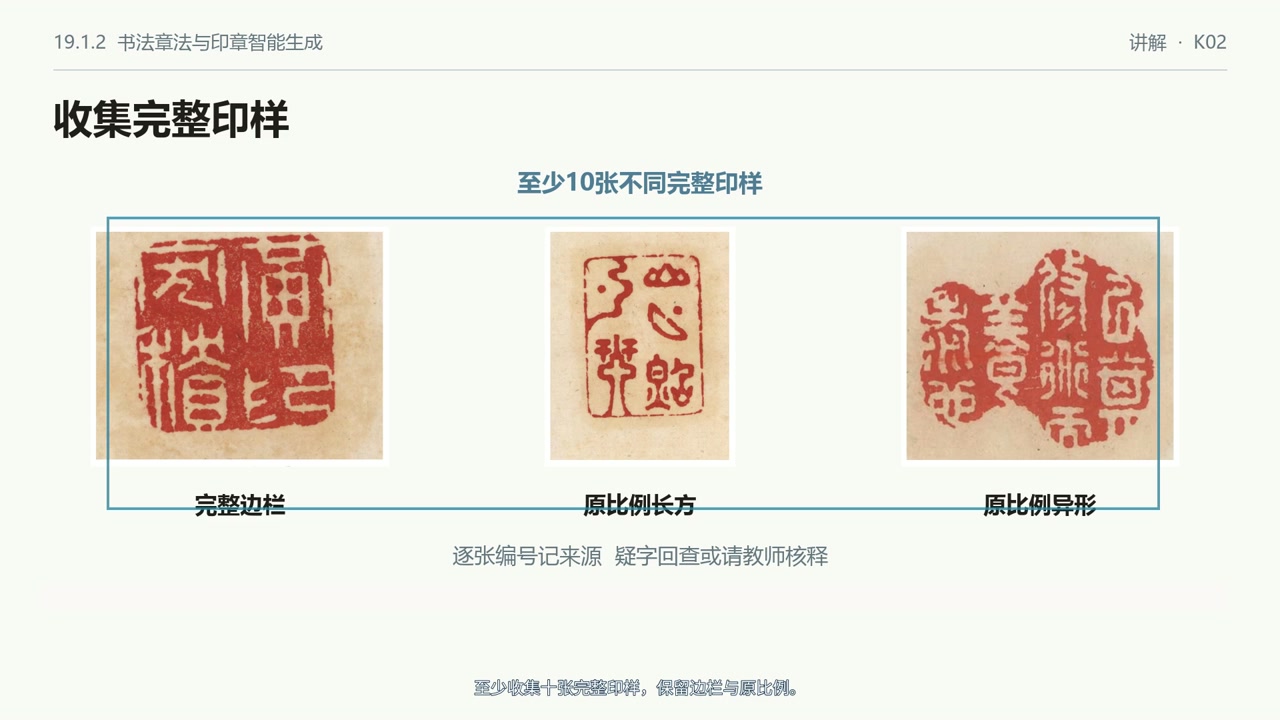 19.1.2 书法章法与印章智能生成
讲解 · K02
收集完整印样
至少10张不同完整印样
完整边栏
原比例长方
原比例异形
逐张编号记来源 疑字回查或请教师核释
至少收集十张完整印样，保留边栏与原比例。